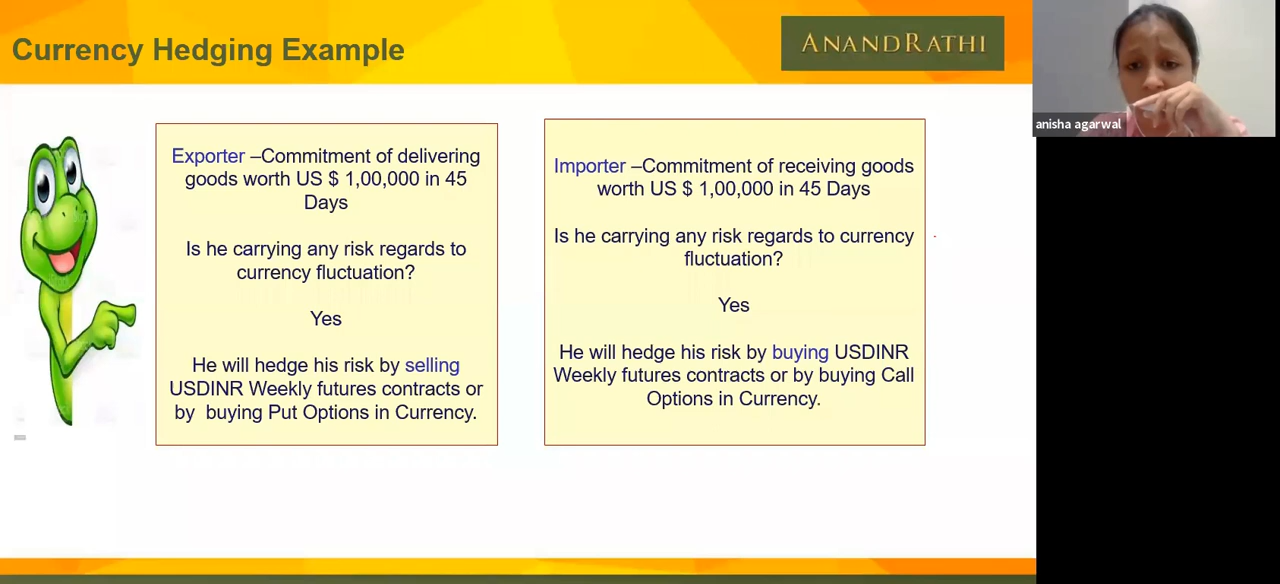 Currency Hedging Example
ANANDRATHI
anisha agarwal
Exporter –Commitment of delivering
goods worth US $ 1,00,000 in 45
Days
Is he carrying any risk regards to
currency fluctuation?
Yes
He will hedge his risk by selling
USDINR Weekly futures contracts or
by buying Put Options in Currency.
Importer –Commitment of receiving goods
worth US $ 1,00,000 in 45 Days
Is he carrying any risk regards to currency
fluctuation?
Yes
He will hedge his risk by buying USDINR
Weekly futures contracts or by buying Call
Options in Currency.